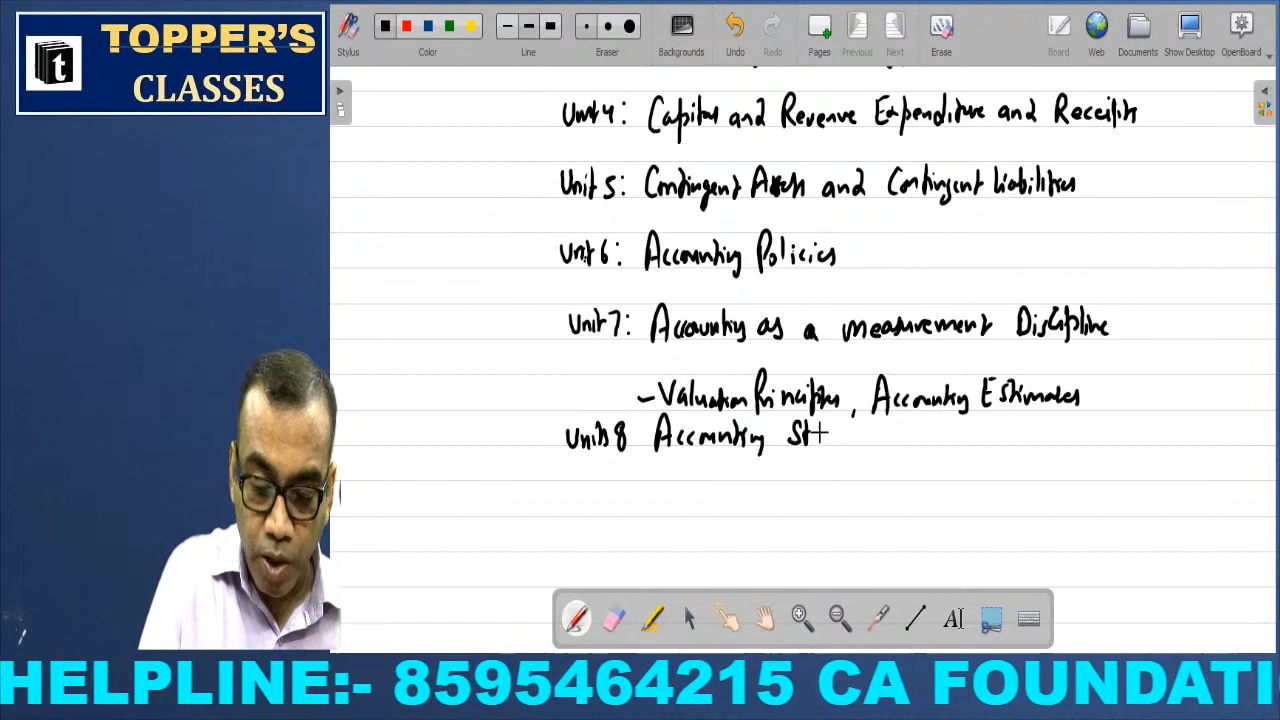 TOPPER'S
CLASSES
t
Stylus
Color
Line
Eraser
Backgrounds
Undo
Redo
Pages
Previous
Next
Erase
Board
Web
Documents
Show Desktop
OpenBoard
Unit 4: Capital and Revenue Expenditure and Receipts
Unit 5: Contingent Assets and Contingent Liabilities
Unit 6: Accounting Policies
Unit 7: Accounting as a measurement Discipline
- Valuation Principles, Accounting Estimates
Unit 8 Accounting St
AI
HELPLINE:- 8595464215 CA FOUNDATI